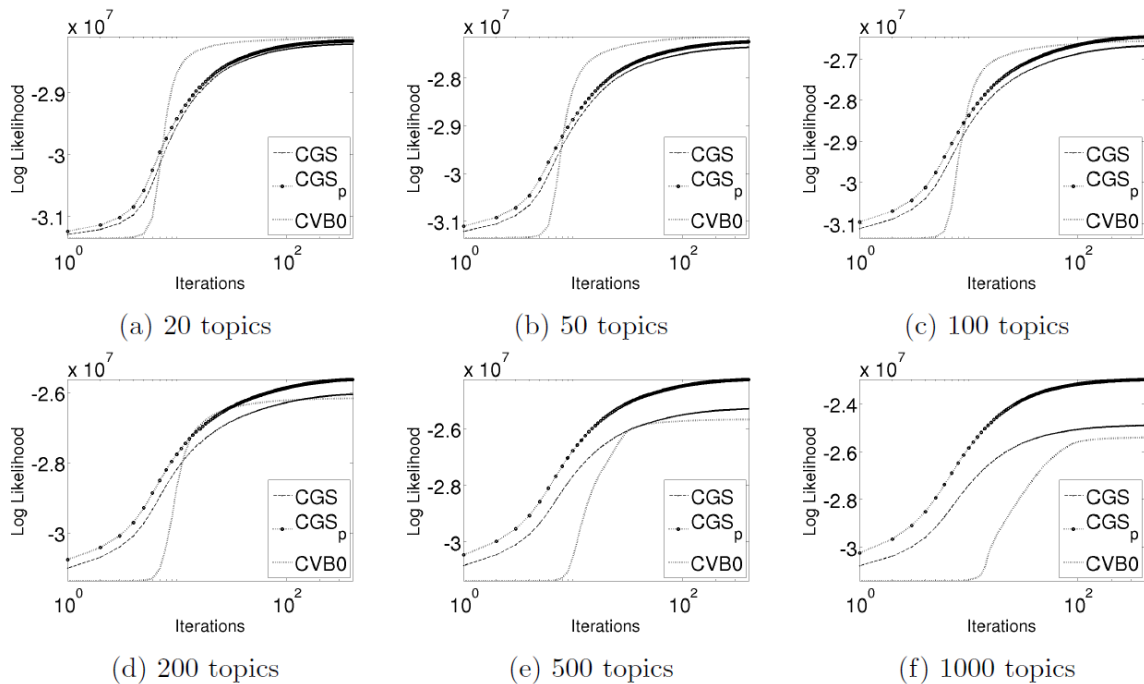 x 10^7
-2.9
-3
-3.1
Log Likelihood
CGS
CGS_p
CVB0
10^0
10^2
Iterations
(a) 20 topics
x 10^7
-2.8
-2.9
-3
-3.1
Log Likelihood
CGS
CGS_p
CVB0
10^0
10^2
Iterations
(b) 50 topics
x 10^7
-2.7
-2.8
-2.9
-3
-3.1
Log Likelihood
CGS
CGS_p
CVB0
10^0
10^2
Iterations
(c) 100 topics
x 10^7
-2.6
-2.8
-3
Log Likelihood
CGS
CGS_p
CVB0
10^0
10^2
Iterations
(d) 200 topics
x 10^7
-2.6
-2.8
-3
Log Likelihood
CGS
CGS_p
CVB0
10^0
10^2
Iterations
(e) 500 topics
x 10^7
-2.4
-2.6
-2.8
-3
Log Likelihood
CGS
CGS_p
CVB0
10^0
10^2
Iterations
(f) 1000 topics